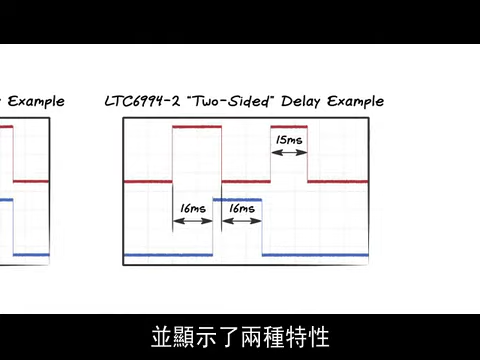 Example
LTC6994-2 "Two-Sided" Delay Example
15ms
16ms
16ms
並顯示了兩種特性